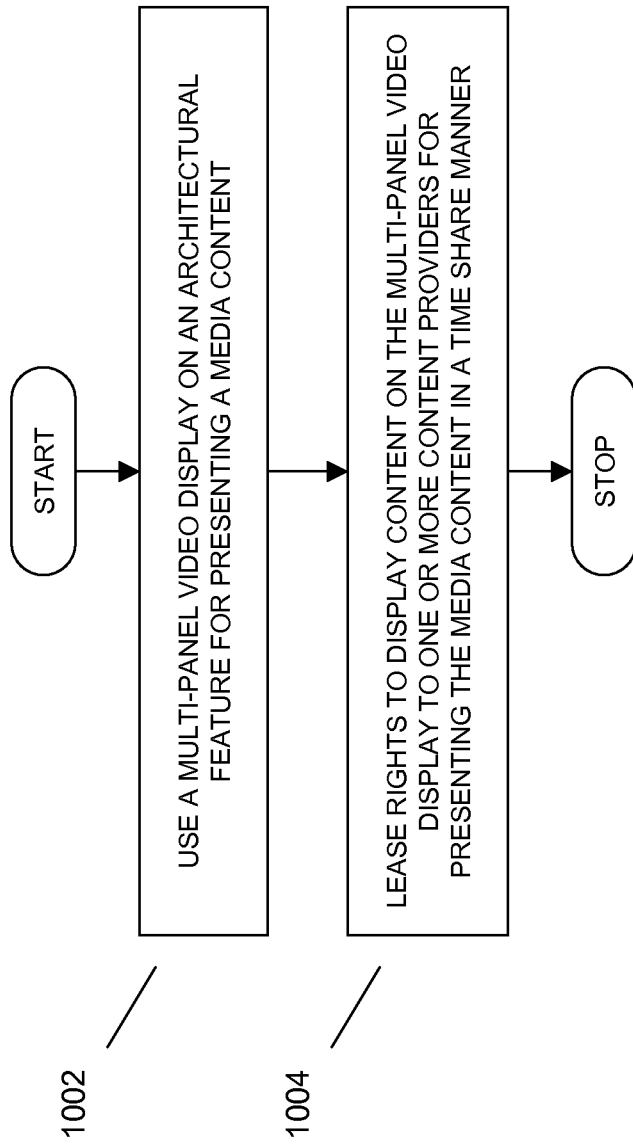 START
1002
USE A MULTI-PANEL VIDEO DISPLAY ON AN ARCHITECTURAL
FEATURE FOR PRESENTING A MEDIA CONTENT
1004
LEASE RIGHTS TO DISPLAY CONTENT ON THE MULTI-PANEL VIDEO
DISPLAY TO ONE OR MORE CONTENT PROVIDERS FOR
PRESENTING THE MEDIA CONTENT IN A TIME SHARE MANNER
STOP